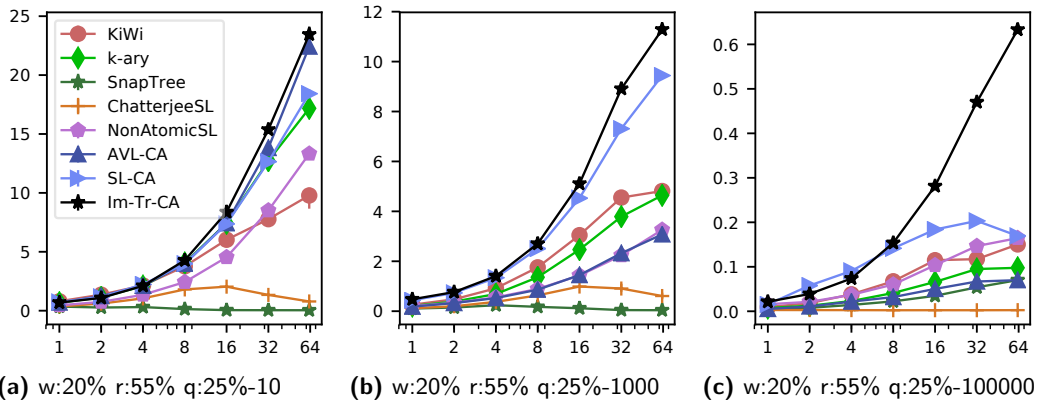 25
20
15
10
5
0
KiWi
k-ary
SnapTree
ChatterjeeSL
NonAtomicSL
AVL-CA
SL-CA
Im-Tr-CA
1 2 4 8 16 32 64
12
10
8
6
4
2
0
1 2 4 8 16 32 64
0.6
0.5
0.4
0.3
0.2
0.1
0.0
1 2 4 8 16 32 64
(a) w:20% r:55% q:25%-10
(b) w:20% r:55% q:25%-1000
(c) w:20% r:55% q:25%-100000